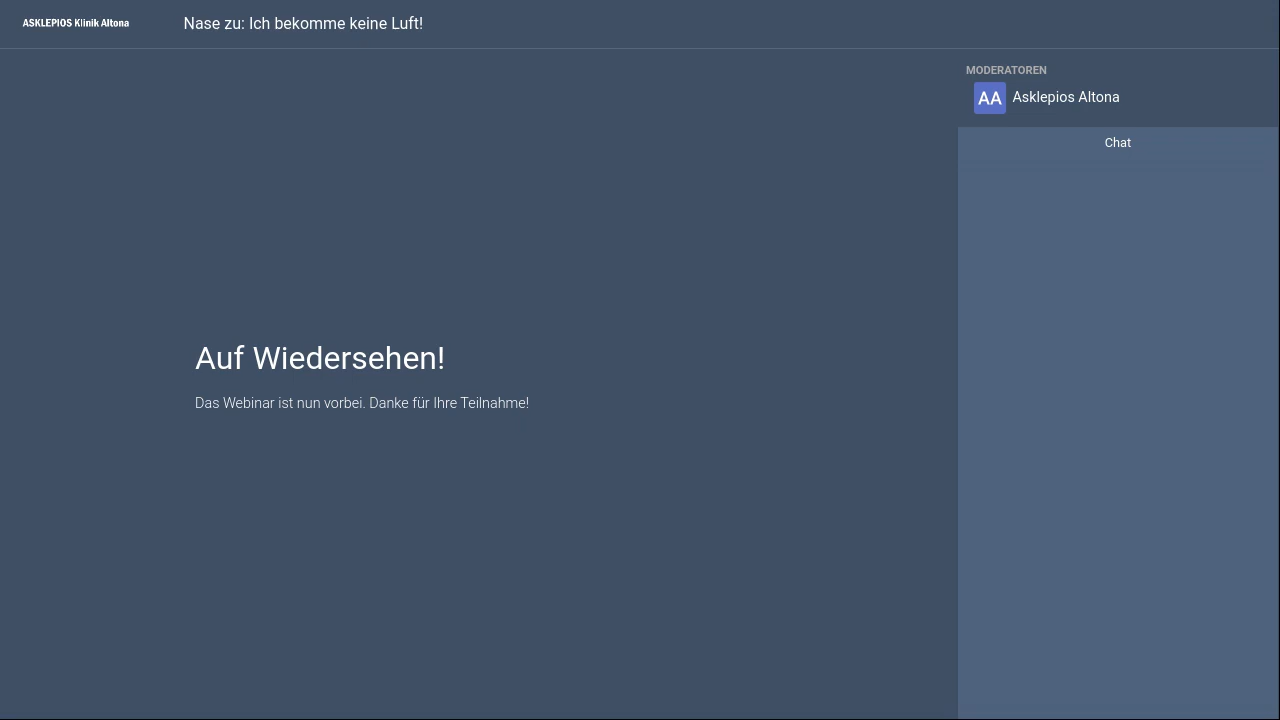 ASKLEPIOS Klinik Altona
Nase zu: Ich bekomme keine Luft!
MODERATOREN
AA
Asklepios Altona
Chat
Auf Wiedersehen!
Das Webinar ist nun vorbei. Danke für Ihre Teilnahme!